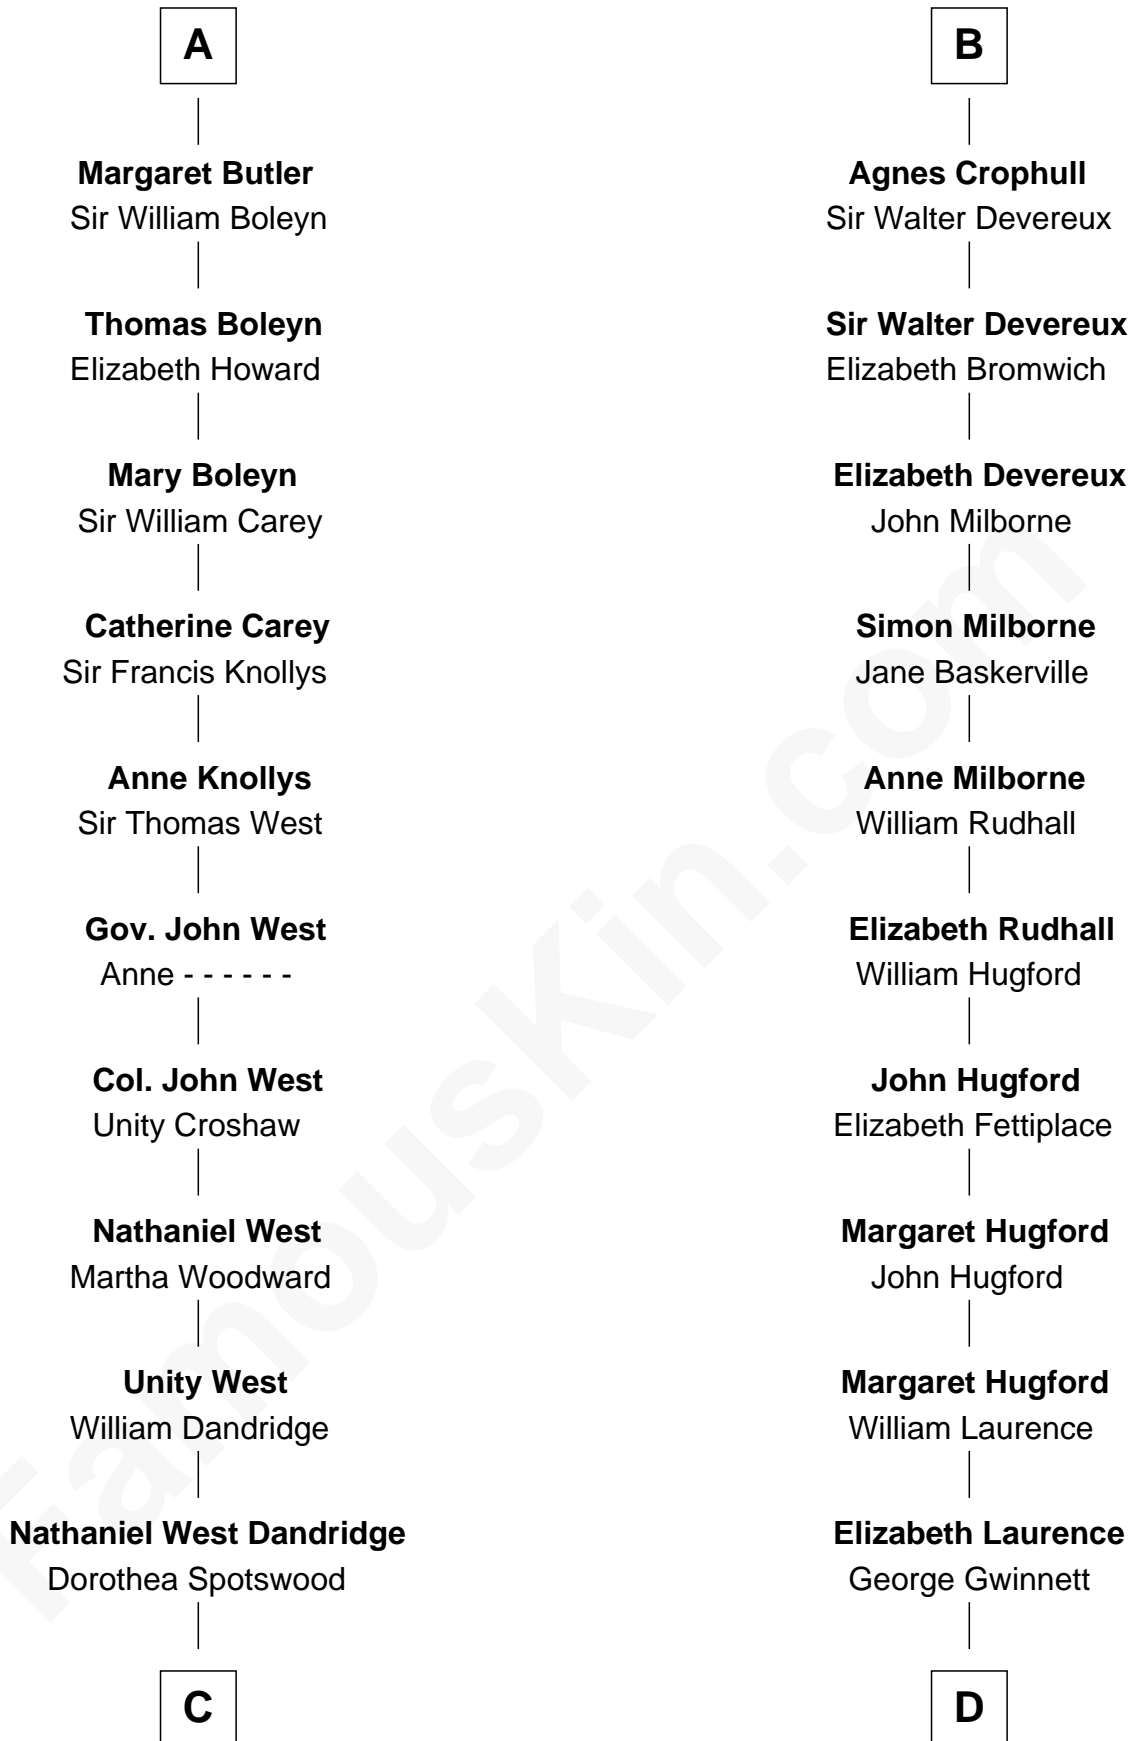 A
Margaret Butler
Sir William Boleyn
Thomas Boleyn
Elizabeth Howard
Mary Boleyn
Sir William Carey
Catherine Carey
Sir Francis Knollys
Anne Knollys
Sir Thomas West
Gov. John West
Anne - - - - - -
Col. John West
Unity Croshaw
Nathaniel West
Martha Woodward
Unity West
William Dandridge
Nathaniel West Dandridge
Dorothea Spotswood
C
B
Agnes Crophull
Sir Walter Devereux
Sir Walter Devereux
Elizabeth Bromwich
Elizabeth Devereux
John Milborne
Simon Milborne
Jane Baskerville
Anne Milborne
William Rudhall
Elizabeth Rudhall
William Hugford
John Hugford
Elizabeth Fettiplace
Margaret Hugford
John Hugford
Margaret Hugford
William Laurence
Elizabeth Laurence
George Gwinnett
D
FamousKin.com